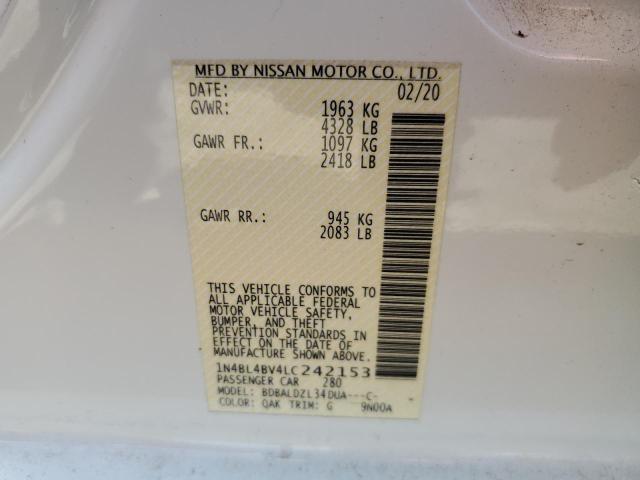 MFD BY NISSAN MOTOR CO., LTD.
DATE: 02/20
GVWR: 1963 KG
4328 LB
GAWR FR.: 1097 KG
2418 LB
GAWR RR.: 945 KG
2083 LB
THIS VEHICLE CONFORMS TO
ALL APPLICABLE FEDERAL
MOTOR VEHICLE SAFETY,
BUMPER, AND THEFT
PREVENTION STANDARDS IN
EFFECT ON THE DATE OF
MANUFACTURE SHOWN ABOVE.
1N4BL4BV4LC242153
PASSENGER CAR 280
MODEL: BDBALDZL34DUA---C-
COLOR: QAK TRIM: G 9N00A